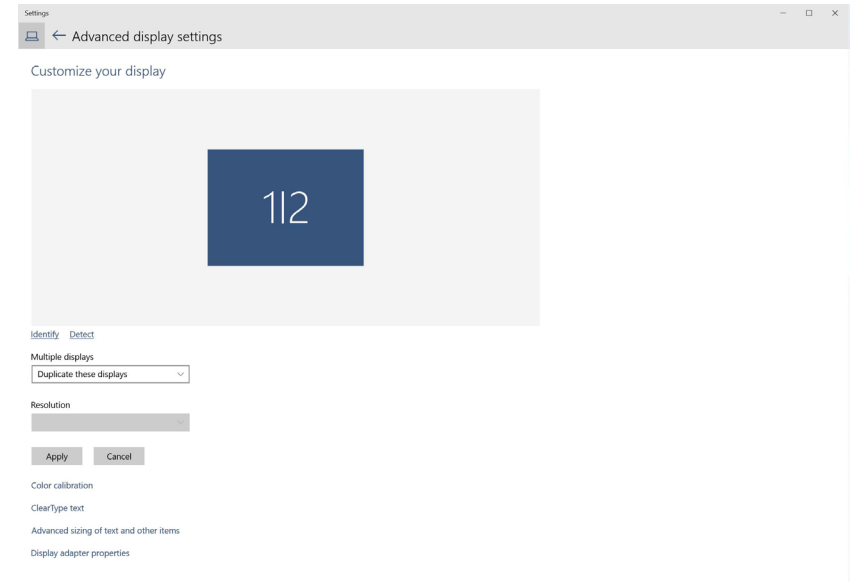 Settings
Advanced display settings
Customize your display
1|2
Identify Detect
Multiple displays
Duplicate these displays
Resolution
Apply Cancel
Color calibration
ClearType text
Advanced sizing of text and other items
Display adapter properties